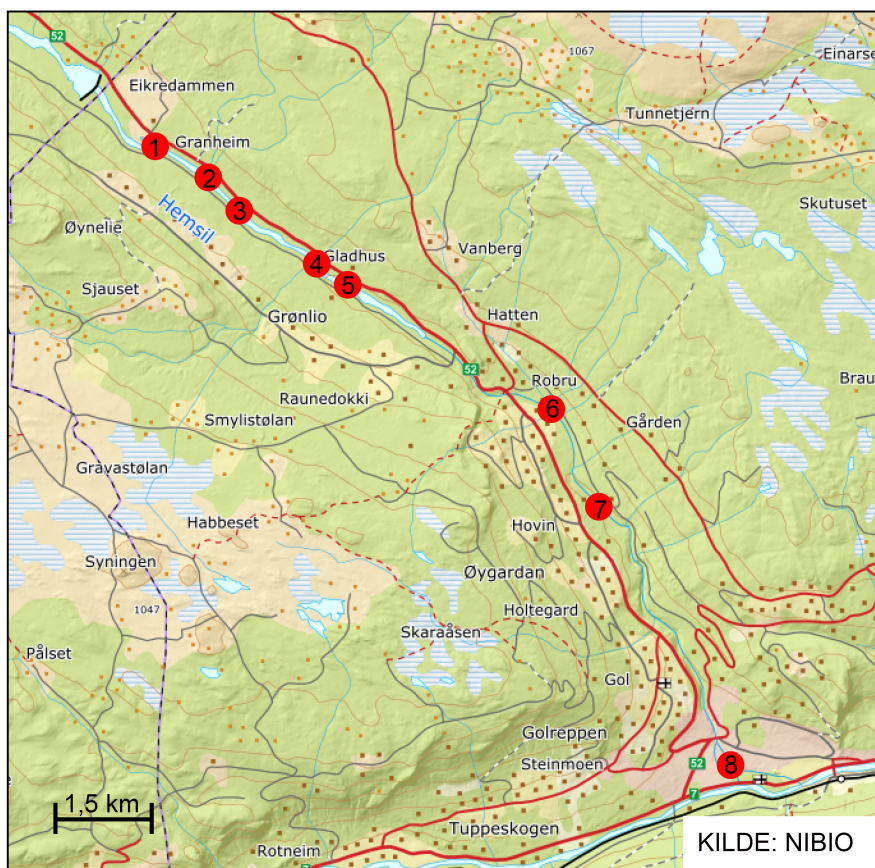 52
1067
Einarse
Eikredammen
Tunnetjern
1
Granheim
2
3
Skutuset
Hemsil
Øynelie
Vanberg
4
Gladhus
5
Sjauset
Grønlio
Hatten
52
Robru
Brau
Raunedokki
6
Smylistølan
Gården
Gravastølan
7
Habbeset
Hovin
Syningen
Øygardan
1047
Holtegard
Skaraåsen
Pålset
Gol
Golreppen
Steinmoen
52
8
7
1,5 km
Tuppeskogen
Rotneim
7
KILDE: NIBIO